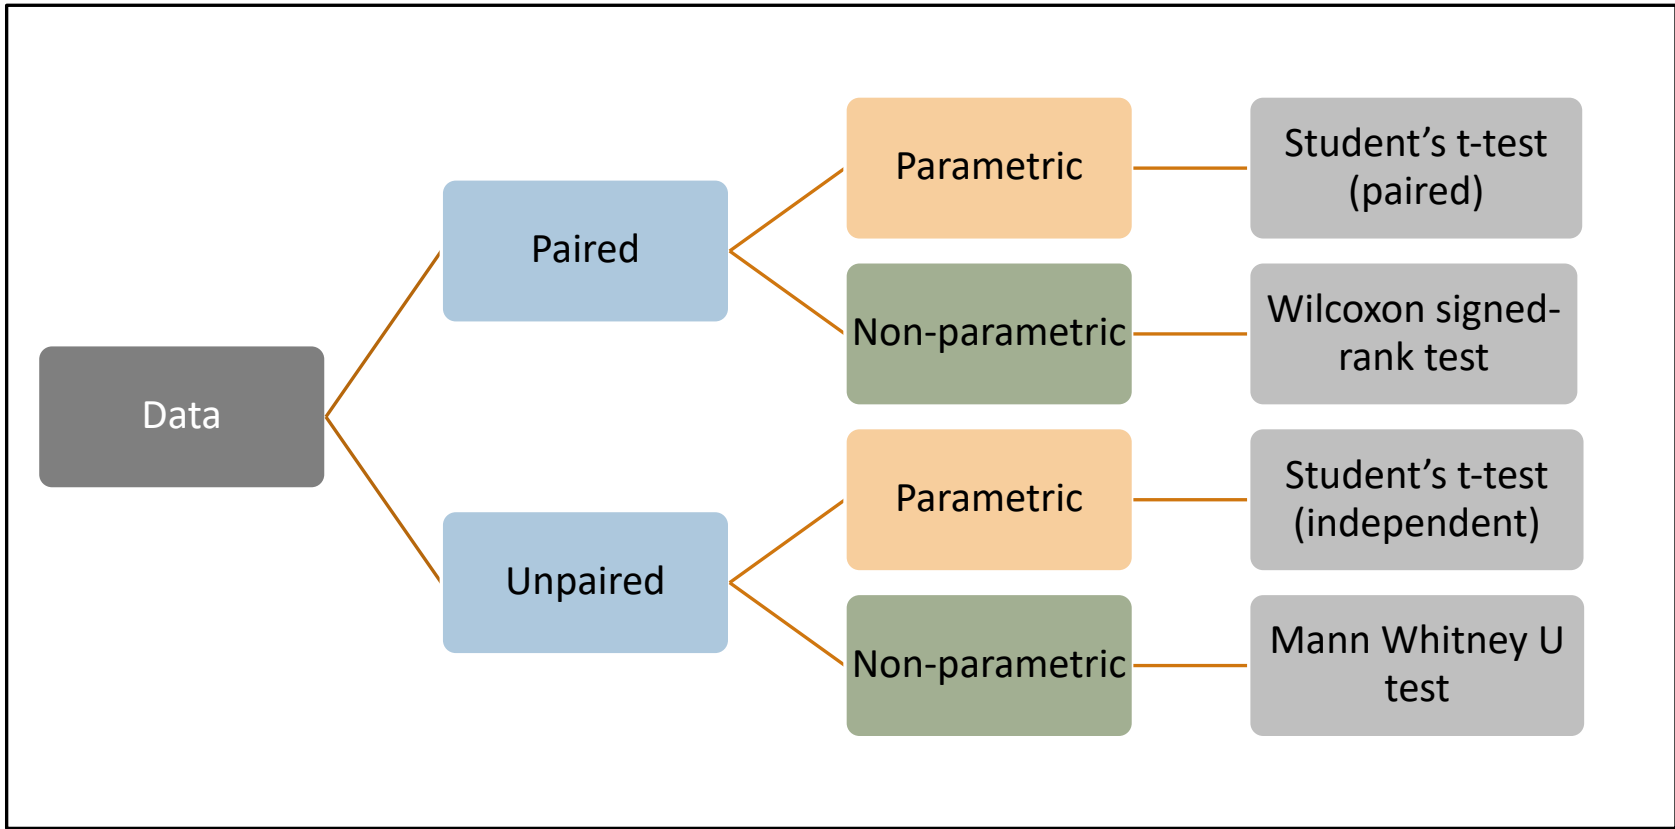 Data
Paired
Unpaired
Parametric
Non-parametric
Parametric
Non-parametric
Student’s t-test
(paired)
Wilcoxon signed-
rank test
Student’s t-test
(independent)
Mann Whitney U
test